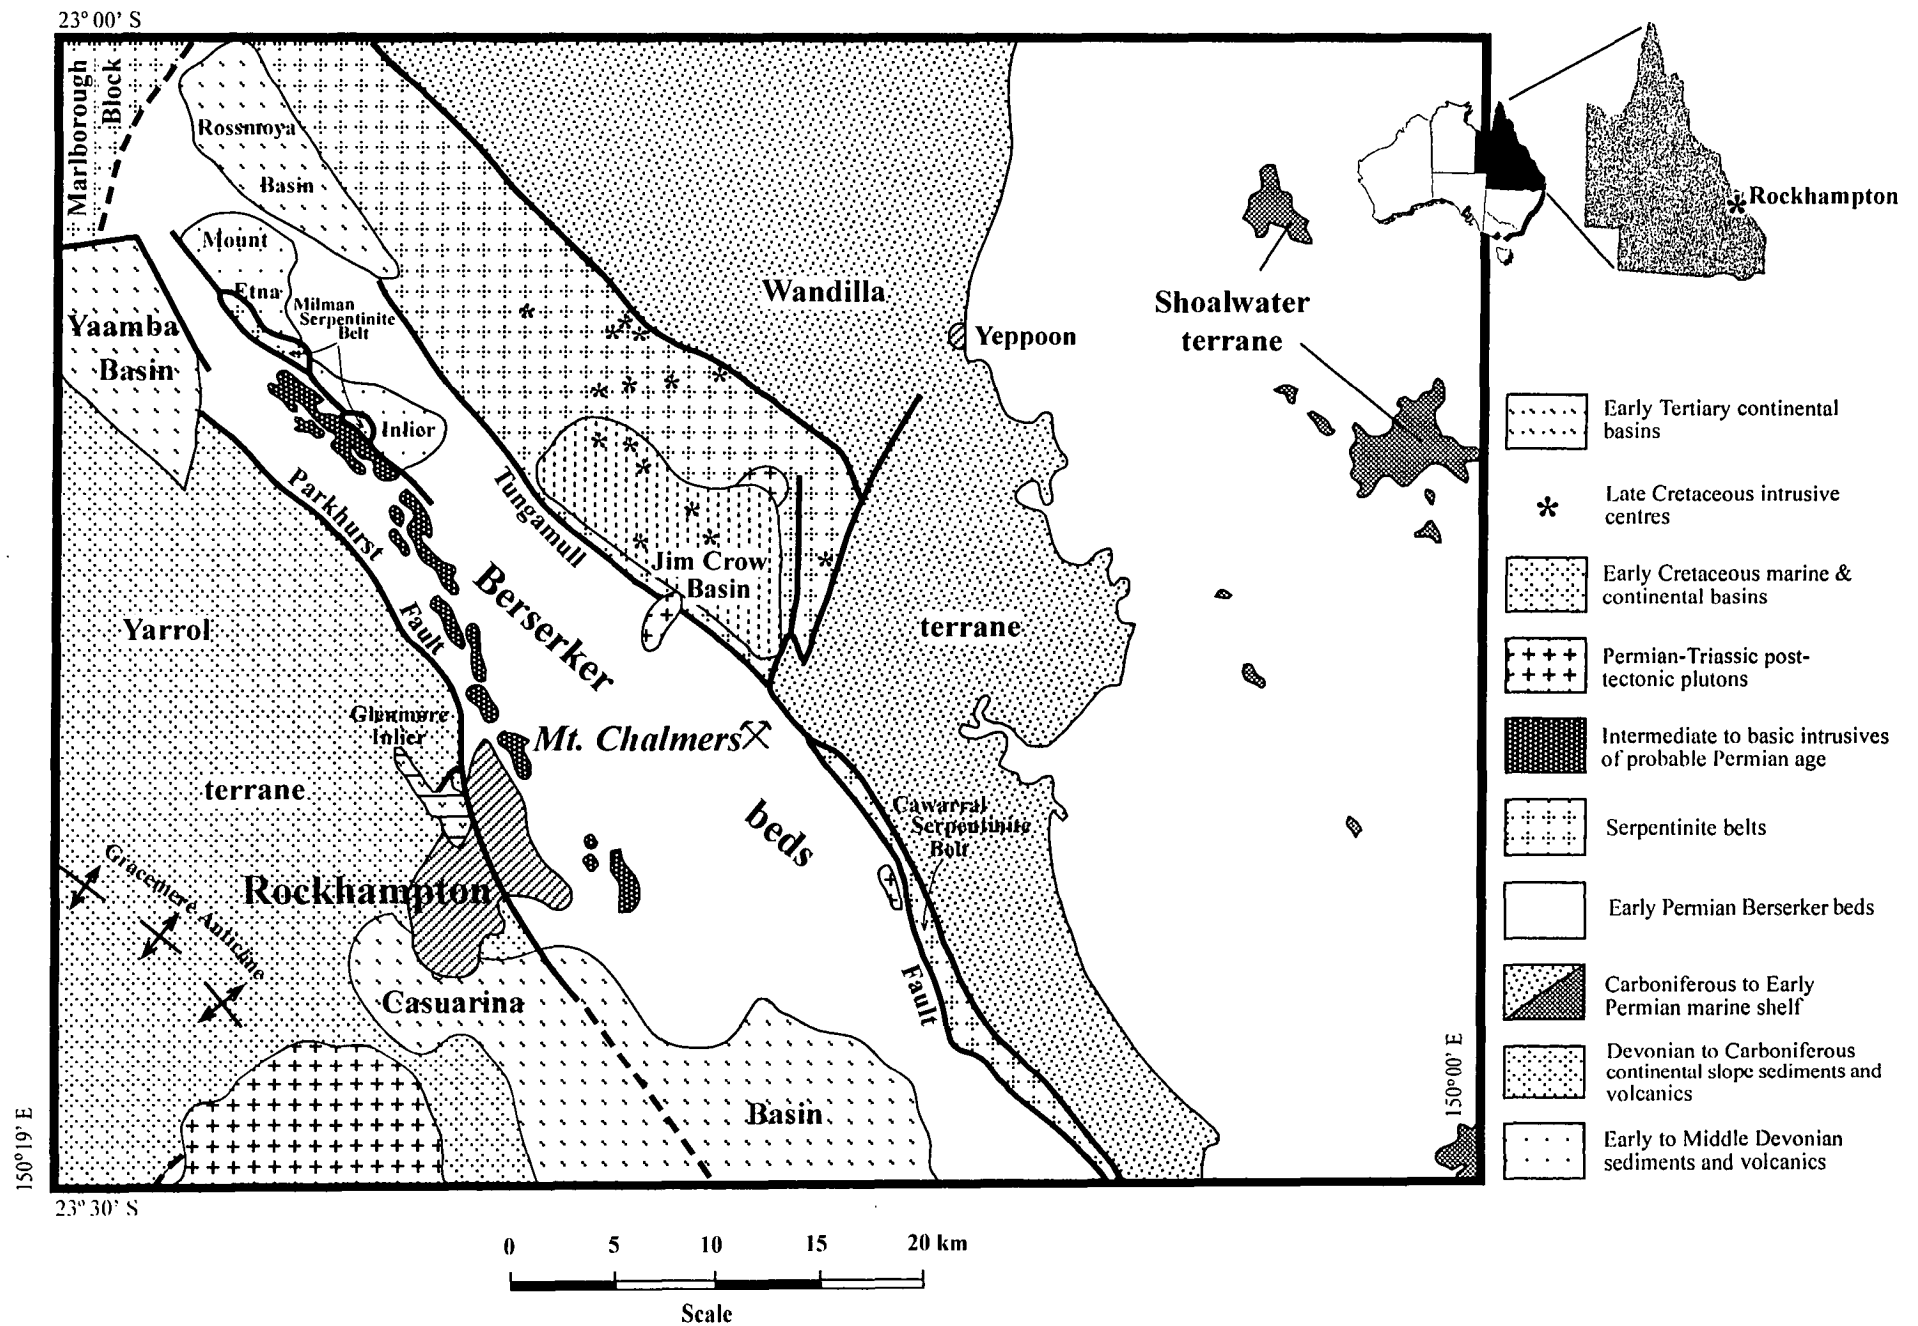 23° 00' S
Marlborough
Block
Rossmoya
Basin
Mount
Etna
Milman
Serpentinite
Belt
Inlier
Yaamba
Basin
Wandilla
Yeppoon
Shoalwater
terrane
Rockhampton
Parkhurst
Fault
Tungamull
Jim Crow
Basin
Berserker
beds
terrane
Yarrol
terrane
Glenmore
Inlier
Mt. Chalmers
Cawarral
Serpentinite
Belt
Fault
Gracemere Anticline
Rockhampton
Casuarina
Basin
150° 19' E
150° 00' E
23° 30' S
0 5 10 15 20 km
Scale
Early Tertiary continental
basins
Late Cretaceous intrusive
centres
Early Cretaceous marine &
continental basins
Permian-Triassic post-
tectonic plutons
Intermediate to basic intrusives
of probable Permian age
Serpentinite belts
Early Permian Berserker beds
Carboniferous to Early
Permian marine shelf
Devonian to Carboniferous
continental slope sediments and
volcanics
Early to Middle Devonian
sediments and volcanics